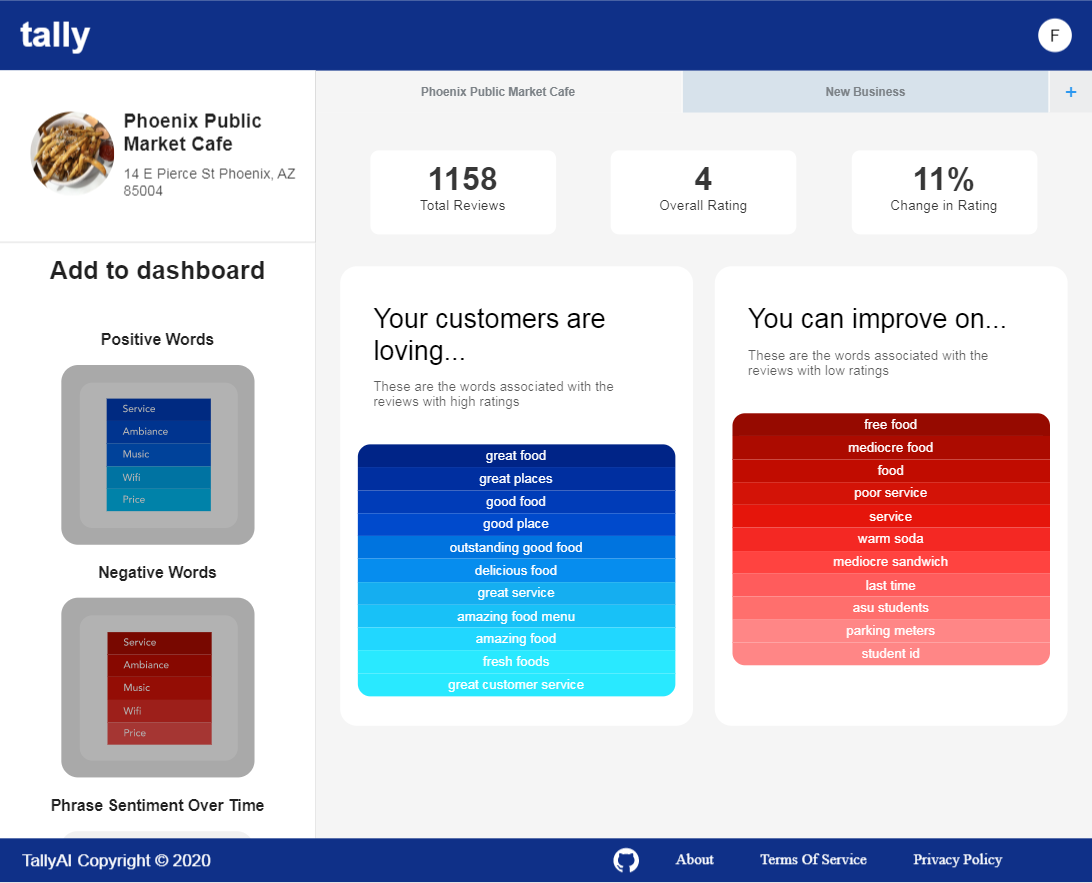 tally
F
Phoenix Public
Market Cafe
14 E Pierce St Phoenix, AZ
85004
Add to dashboard
Positive Words
Service
Ambiance
Music
Wifi
Price
Negative Words
Service
Ambiance
Music
Wifi
Price
Phrase Sentiment Over Time
Phoenix Public Market Cafe
New Business
+
1158
Total Reviews
4
Overall Rating
11%
Change in Rating
Your customers are
loving...
These are the words associated with the
reviews with high ratings
great food
great places
good food
good place
outstanding good food
delicious food
great service
amazing food menu
amazing food
fresh foods
great customer service
You can improve on...
These are the words associated with the
reviews with low ratings
free food
mediocre food
food
poor service
service
warm soda
mediocre sandwich
last time
asu students
parking meters
student id
TallyAI Copyright © 2020
About
Terms Of Service
Privacy Policy